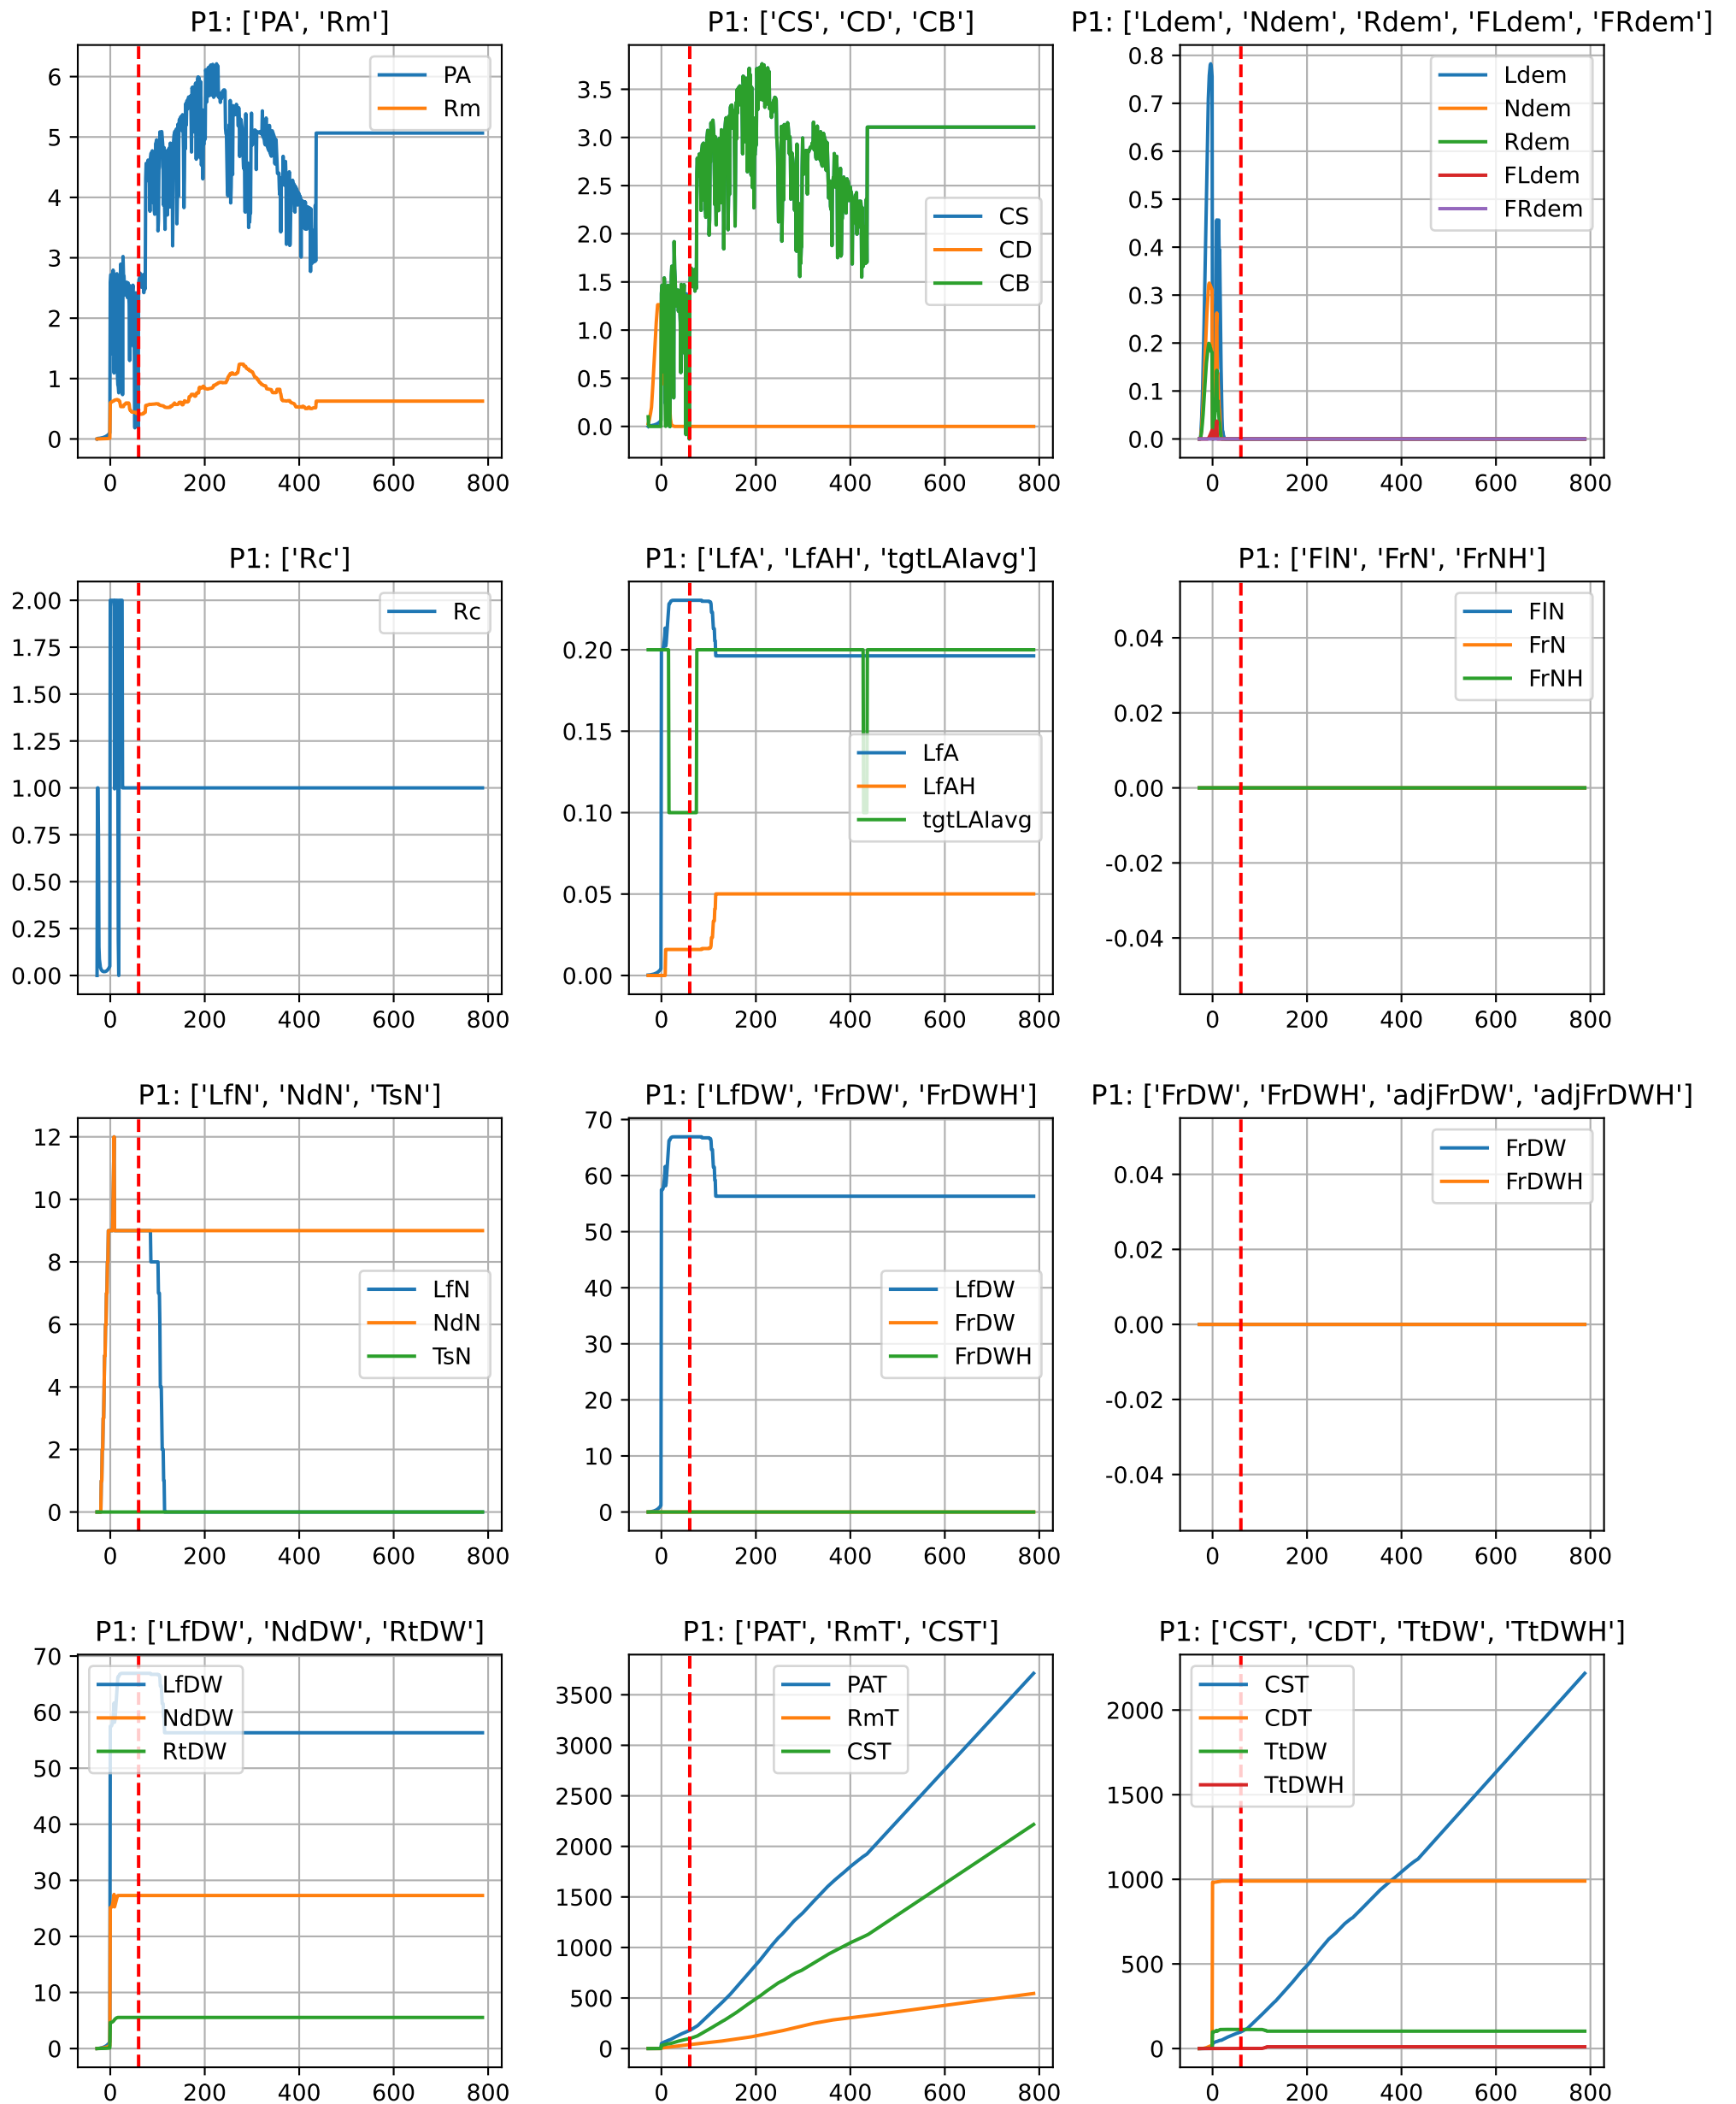 P1: ['PA', 'Rm']
6
5
4
3
2
1
0
PA
Rm
0 200 400 600 800
P1: ['CS', 'CD', 'CB']
3.5
3.0
2.5
2.0
1.5
1.0
0.5
0.0
CS
CD
CB
0 200 400 600 800
P1: ['Ldem', 'Ndem', 'Rdem', 'FLdem', 'FRdem']
0.8
0.7
0.6
0.5
0.4
0.3
0.2
0.1
0.0
Ldem
Ndem
Rdem
FLdem
FRdem
0 200 400 600 800
P1: ['Rc']
2.00
1.75
1.50
1.25
1.00
0.75
0.50
0.25
0.00
Rc
0 200 400 600 800
P1: ['LfA', 'LfAH', 'tgtLAIavg']
0.20
0.15
0.10
0.05
0.00
LfA
LfAH
tgtLAIavg
0 200 400 600 800
P1: ['FlN', 'FrN', 'FrNH']
0.04
0.02
0.00
-0.02
-0.04
FlN
FrN
FrNH
0 200 400 600 800
P1: ['LfN', 'NdN', 'TsN']
12
10
8
6
4
2
0
LfN
NdN
TsN
0 200 400 600 800
P1: ['LfDW', 'FrDW', 'FrDWH']
70
60
50
40
30
20
10
0
LfDW
FrDW
FrDWH
0 200 400 600 800
P1: ['FrDW', 'FrDWH', 'adjFrDW', 'adjFrDWH']
0.04
0.02
0.00
-0.02
-0.04
FrDW
FrDWH
0 200 400 600 800
P1: ['LfDW', 'NdDW', 'RtDW']
70
60
50
40
30
20
10
0
LfDW
NdDW
RtDW
0 200 400 600 800
P1: ['PAT', 'RmT', 'CST']
3500
3000
2500
2000
1500
1000
500
0
PAT
RmT
CST
0 200 400 600 800
P1: ['CST', 'CDT', 'TtDW', 'TtDWH']
2000
1500
1000
500
0
CST
CDT
TtDW
TtDWH
0 200 400 600 800